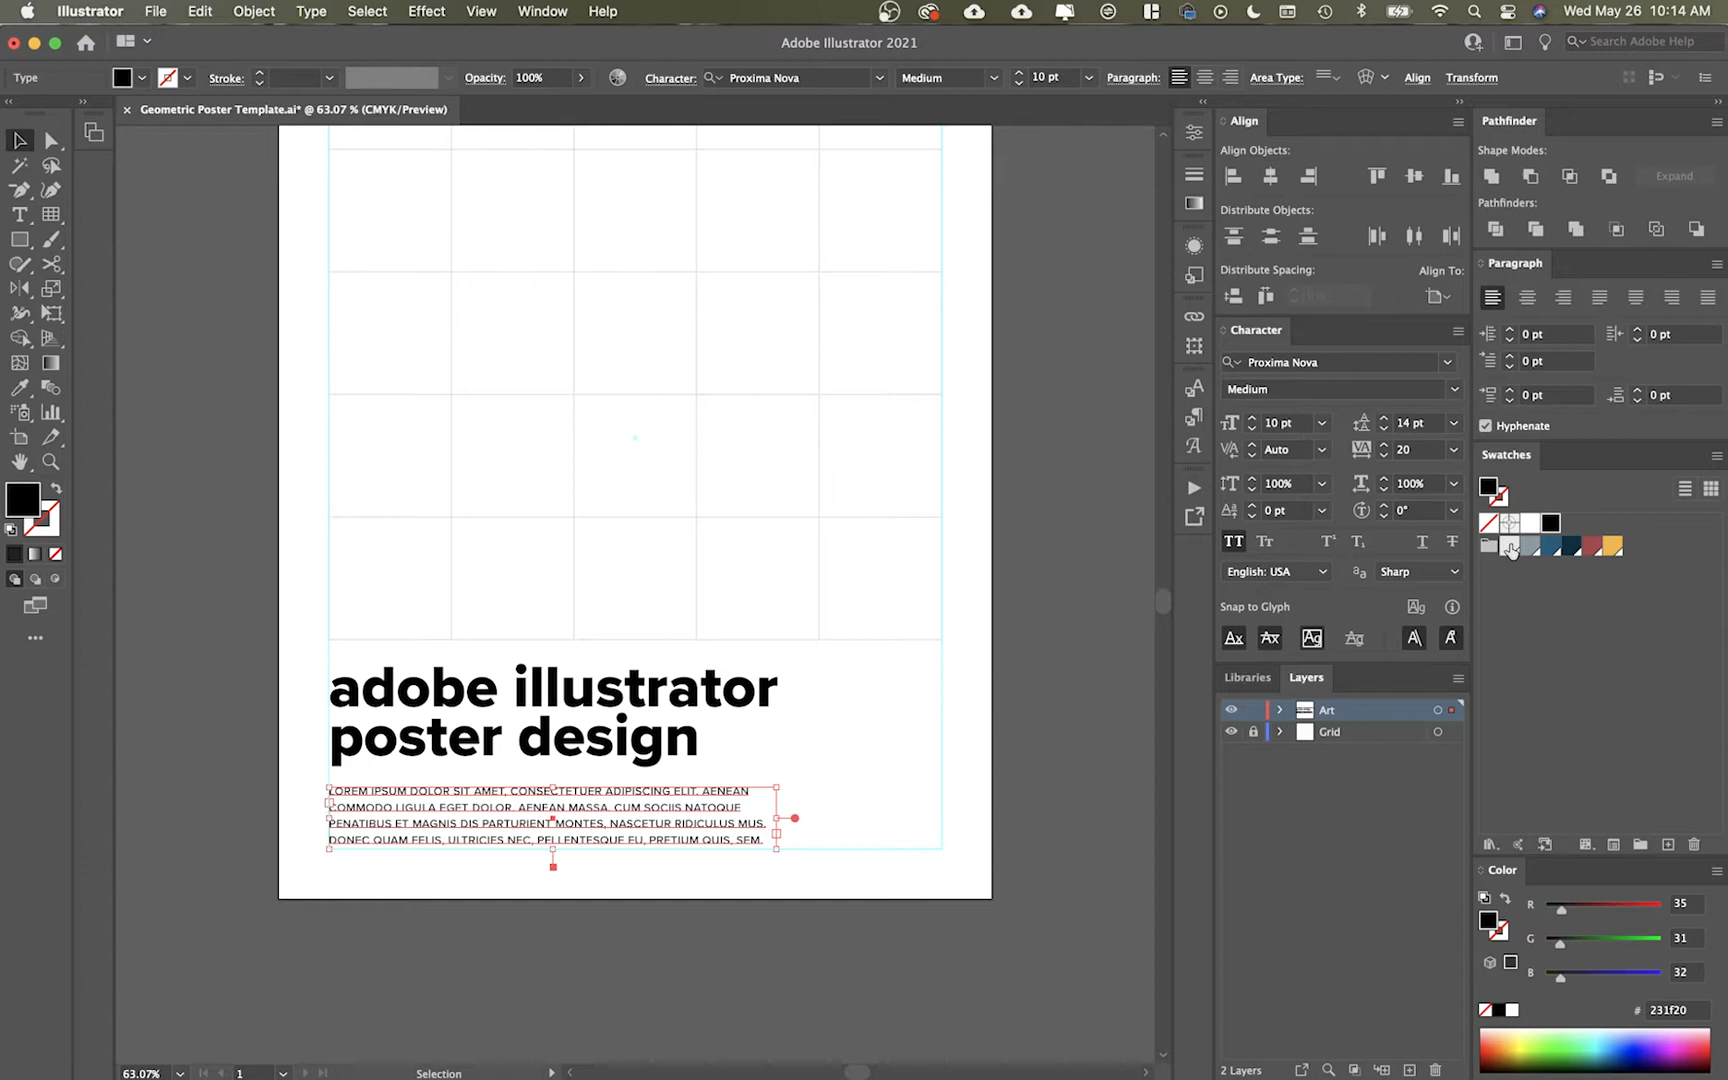 Illustrator File Edit Object Type Select Effect View Window Help Wed May 26 10:14 AM
Adobe Illustrator 2021 Search Adobe Help
Type Stroke: Opacity: 100% Character: Proxima Nova Medium 10 pt Paragraph: Area Type: Align Transform
Geometric Poster Template.ai* @ 63.07 % (CMYK/Preview)
Align
Align Objects:
Distribute Objects:
Distribute Spacing: Align To:
Character
Proxima Nova
Medium
10 pt 14 pt
Auto 20
100% 100%
0 pt 0°
TT Tr T¹ T₁ T T
English: USA aa Sharp
Snap to Glyph
Libraries Layers
Art
Grid
2 Layers
Pathfinder
Shape Modes:
Expand
Pathfinders:
Paragraph
0 pt 0 pt
0 pt
0 pt 0 pt
Hyphenate
Swatches
Color
R 35
G 31
B 32
# 231f20
adobe illustrator
poster design
LOREM IPSUM DOLOR SIT AMET, CONSECTETUER ADIPISCING ELIT. AENEAN
COMMODO LIGULA EGET DOLOR. AENEAN MASSA. CUM SOCIIS NATOQUE
PENATIBUS ET MAGNIS DIS PARTURIENT MONTES, NASCETUR RIDICULUS MUS.
DONEC QUAM FELIS, ULTRICIES NEC, PELLENTESQUE EU, PRETIUM QUIS, SEM.
63.07% 1 Selection